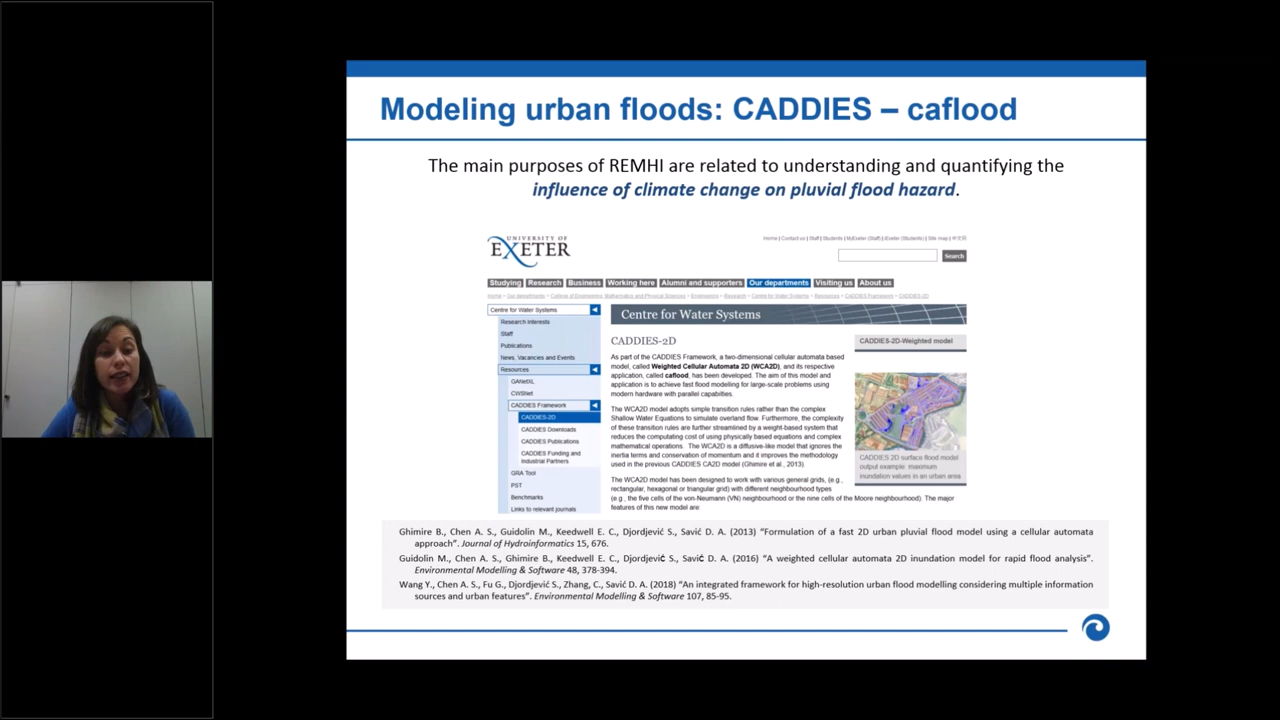 Modeling urban floods: CADDIES – caflood
The main purposes of REMHI are related to understanding and quantifying the
influence of climate change on pluvial flood hazard.
UNIVERSITY OF
EXETER
Home | Contact us | Staff | Students | MyExeter (Staff) | iExeter (Students) | Site map | 中文网
Search
Studying Research Business Working here Alumni and supporters Our departments Visiting us About us
Home > Our departments > College of Engineering, Mathematics and Physical Sciences > Engineering > Research > Centre for Water Systems > Resources > CADDIES Framework > CADDIES-2D
Centre for Water Systems
Research Interests
Staff
Publications
News, Vacancies and Events
Resources
GANetXL
CWSNet
CADDIES Framework
CADDIES-2D
CADDIES Downloads
CADDIES Publications
CADDIES Funding and
Industrial Partners
GRA Tool
PST
Benchmarks
Links to relevant journals
Centre for Water Systems
CADDIES-2D
As part of the CADDIES Framework, a two-dimensional cellular automata based
model, called Weighted Cellular Automata 2D (WCA2D), and its respective
application, called caflood, has been developed. The aim of this model and
application is to achieve fast flood modelling for large-scale problems using
modern hardware with parallel capabilties.
The WCA2D model adopts simple transition rules rather than the complex
Shallow Water Equations to simulate overland flow. Furthermore, the complexity
of these transition rules are further streamlined by a weight-based system that
reduces the computing cost of using physically based equations and complex
mathematical operations. The WCA2D is a diffusive-like model that ignores the
inertia terms and conservation of momentum and it improves the methodology
used in the previous CADDIES CA2D model (Ghimire et al., 2013)
The WCA2D model has been designed to work with various general grids, (e.g.,
rectangular, hexagonal or triangular grid) with different neighbourhood types
(e.g., the five cells of the von-Neumann (VN) neighbourhood or the nine cells of the Moore neighbourhood). The major
features of this new model are:
CADDIES-2D-Weighted model
CADDIES 2D surface flood model
output example: maximum
inundation values in an urban area
Ghimire B., Chen A. S., Guidolin M., Keedwell E. C., Djordjević S., Savić D. A. (2013) “Formulation of a fast 2D urban pluvial flood model using a cellular automata
approach”. Journal of Hydroinformatics 15, 676.
Guidolin M., Chen A. S., Ghimire B., Keedwell E. C., Djordjević S., Savić D. A. (2016) “A weighted cellular automata 2D inundation model for rapid flood analysis”.
Environmental Modelling & Software 48, 378-394.
Wang Y., Chen A. S., Fu G., Djordjević S., Zhang, C., Savić D. A. (2018) “An integrated framework for high-resolution urban flood modelling considering multiple information
sources and urban features”. Environmental Modelling & Software 107, 85-95.